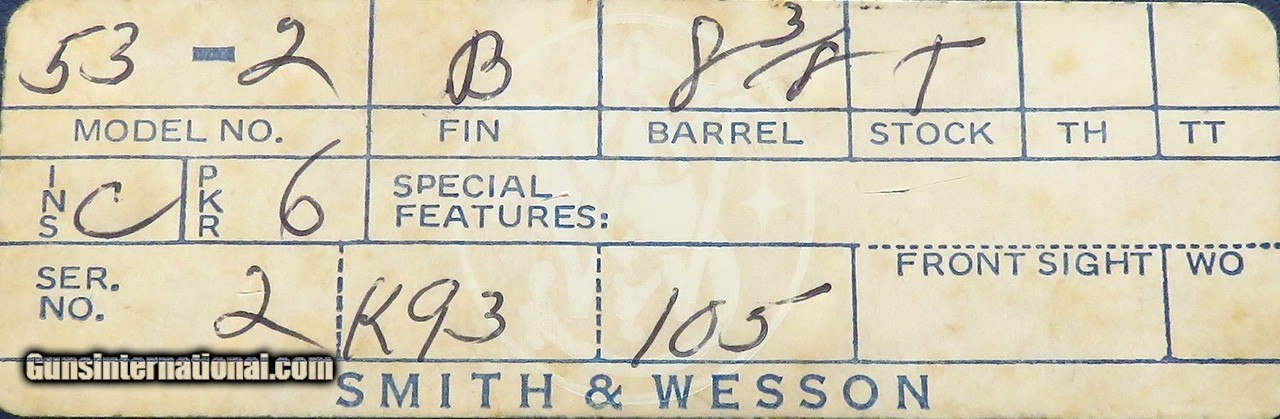 53 - 2 B 8 3/8 T
MODEL NO. FIN BARREL STOCK TH TT
INS C PKR 6 SPECIAL FEATURES:
FRONT SIGHT WO
SER. NO. 2 K93 105
GunsInternational.com
SMITH & WESSON